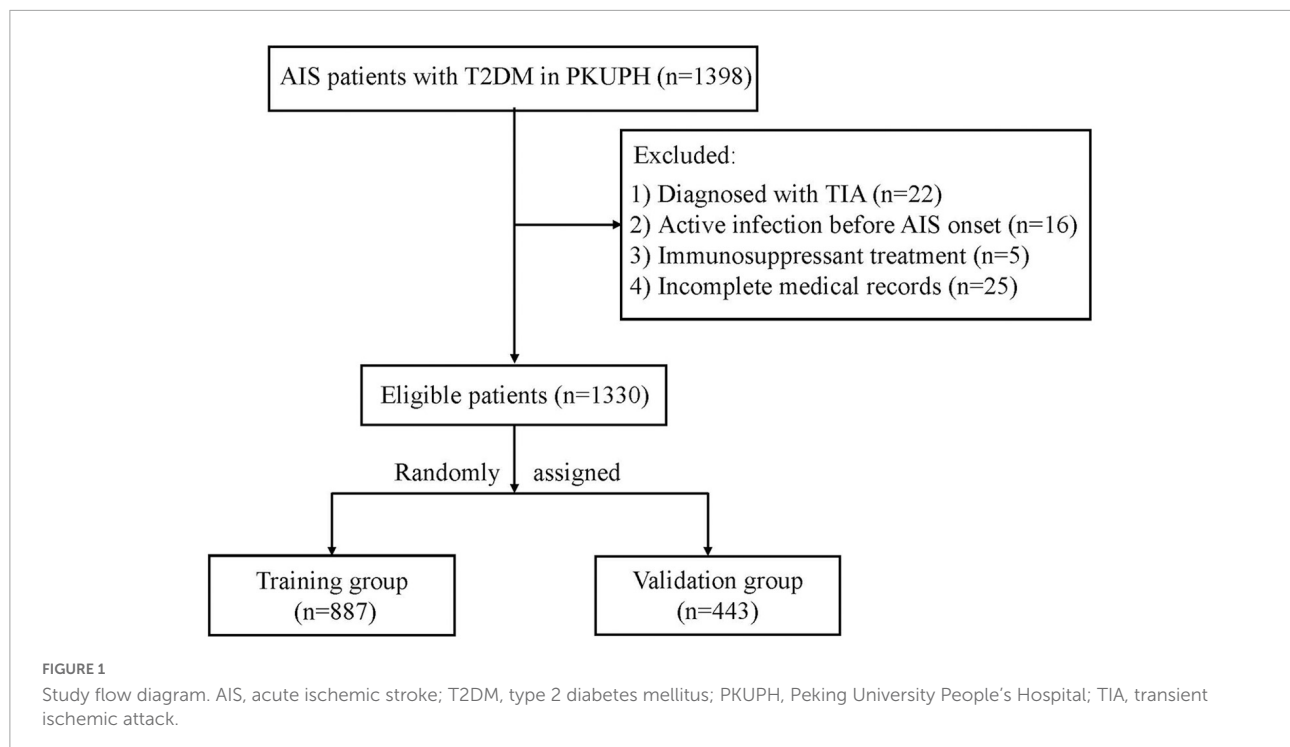 AIS patients with T2DM in PKUPH (n=1398)
Excluded:
1) Diagnosed with TIA (n=22)
2) Active infection before AIS onset (n=16)
3) Immunosuppressant treatment (n=5)
4) Incomplete medical records (n=25)
Eligible patients (n=1330)
Randomly assigned
Training group
(n=887)
Validation group
(n=443)
FIGURE 1
Study flow diagram. AIS, acute ischemic stroke; T2DM, type 2 diabetes mellitus; PKUPH, Peking University People's Hospital; TIA, transient
ischemic attack.